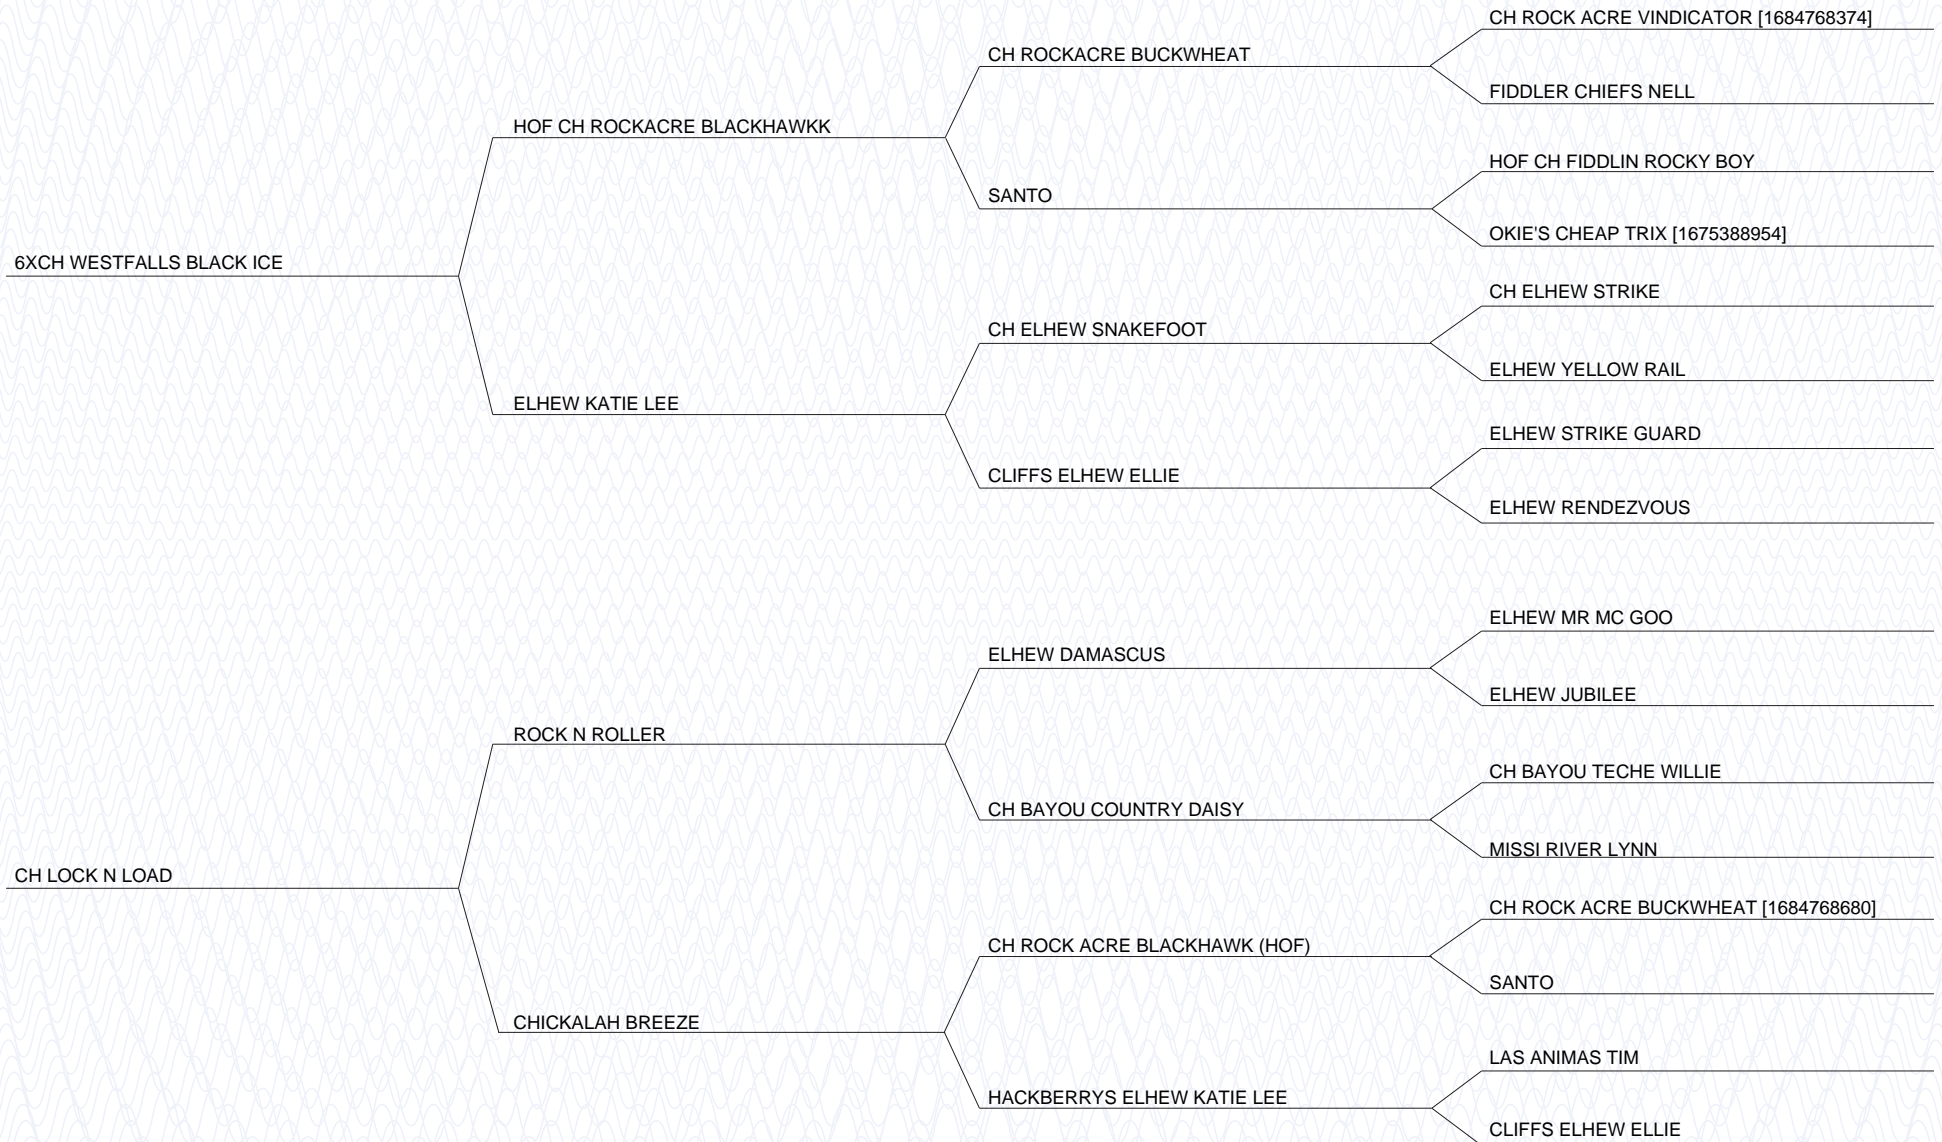 CH ROCK ACRE VINDICATOR [1684768374]
CH ROCKACRE BUCKWHEAT
FIDDLER CHIEFS NELL
HOF CH ROCKACRE BLACKHAWKK
HOF CH FIDDLIN ROCKY BOY
SANTO
OKIE'S CHEAP TRIX [1675388954]
6XCH WESTFALLS BLACK ICE
CH ELHEW STRIKE
CH ELHEW SNAKEFOOT
ELHEW YELLOW RAIL
ELHEW KATIE LEE
ELHEW STRIKE GUARD
CLIFFS ELHEW ELLIE
ELHEW RENDEZVOUS
ELHEW MR MC GOO
ELHEW DAMASCUS
ELHEW JUBILEE
ROCK N ROLLER
CH BAYOU TECHE WILLIE
CH BAYOU COUNTRY DAISY
MISSI RIVER LYNN
CH LOCK N LOAD
CH ROCK ACRE BUCKWHEAT [1684768680]
CH ROCK ACRE BLACKHAWK (HOF)
SANTO
CHICKALAH BREEZE
LAS ANIMAS TIM
HACKBERRYS ELHEW KATIE LEE
CLIFFS ELHEW ELLIE